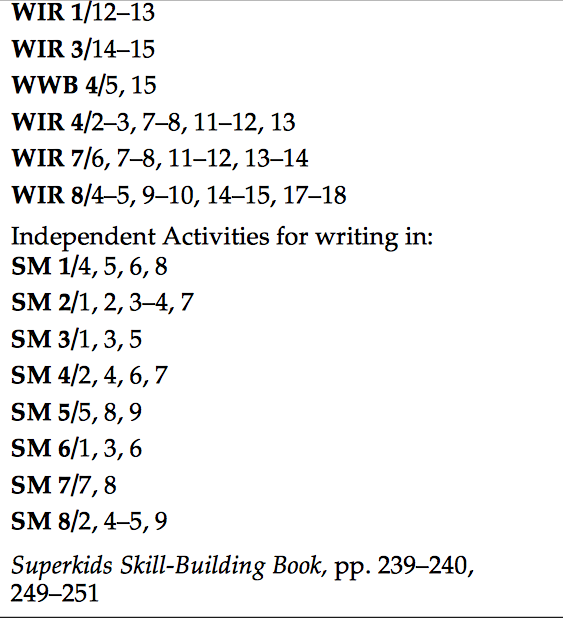 WIR 1/12–13
WIR 3/14–15
WWB 4/5, 15
WIR 4/2–3, 7–8, 11–12, 13
WIR 7/6, 7–8, 11–12, 13–14
WIR 8/4–5, 9–10, 14–15, 17–18
Independent Activities for writing in:
SM 1/4, 5, 6, 8
SM 2/1, 2, 3–4, 7
SM 3/1, 3, 5
SM 4/2, 4, 6, 7
SM 5/5, 8, 9
SM 6/1, 3, 6
SM 7/7, 8
SM 8/2, 4–5, 9
Superkids Skill-Building Book, pp. 239–240,
249–251